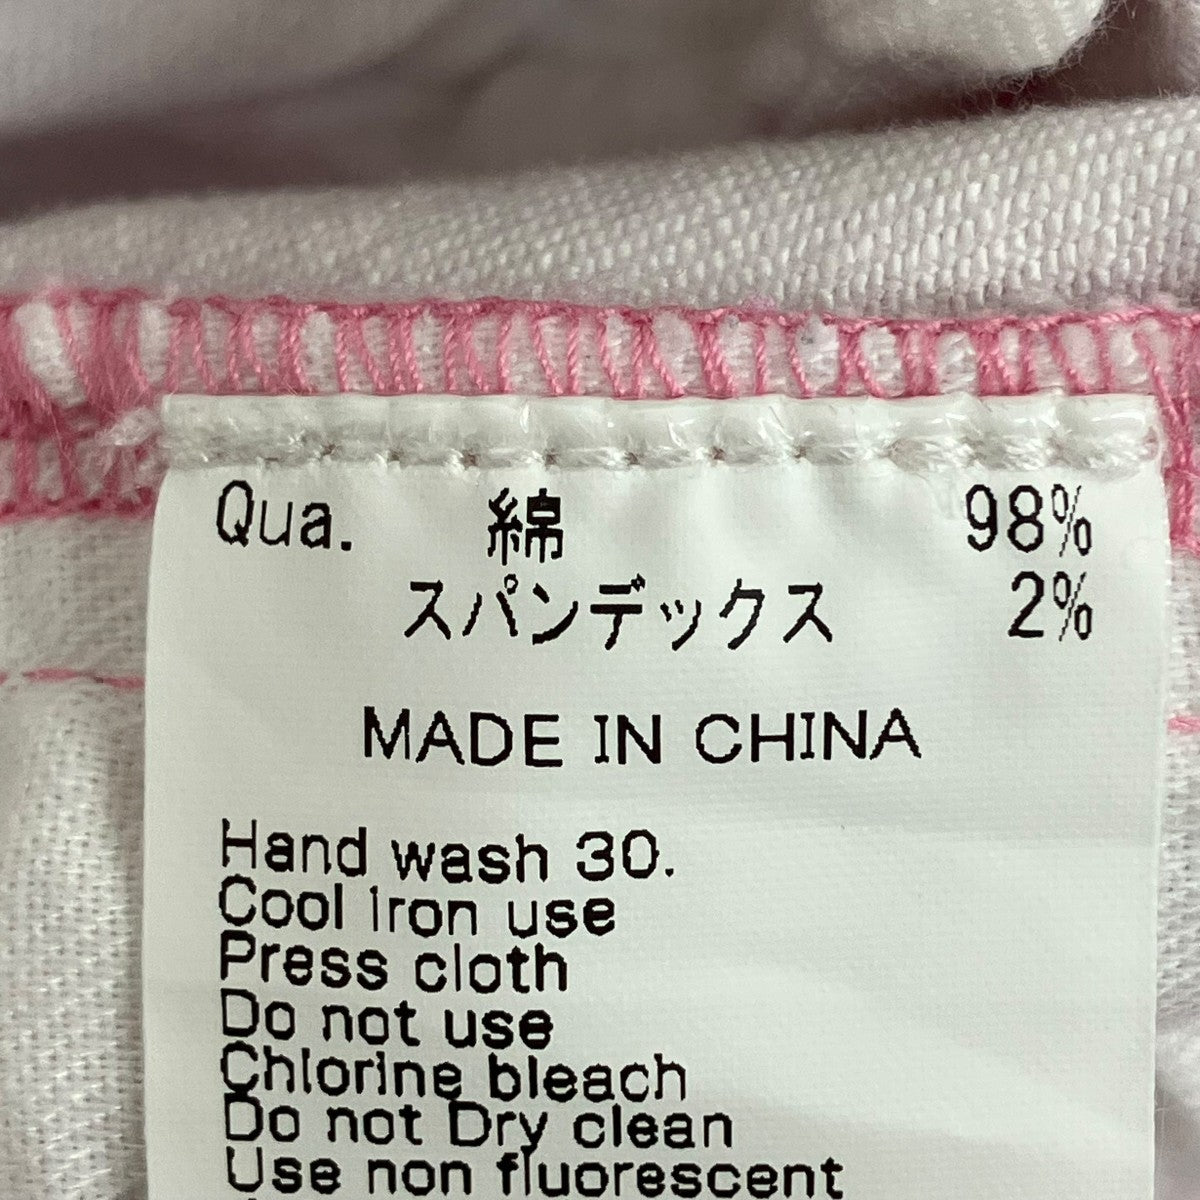 Qua. 綿 98%
スパンデックス 2%
MADE IN CHINA
Hand wash 30.
Cool iron use
Press cloth
Do not use
Chlorine bleach
Do not Dry clean
Use non fluorescent